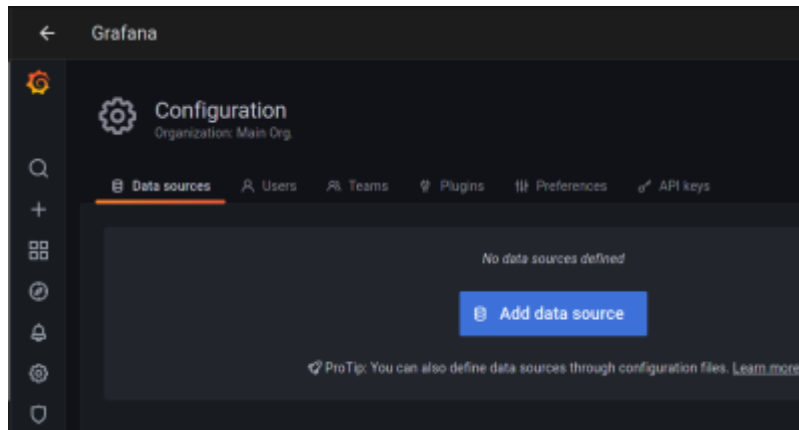 Grafana
Configuration
Organization: Main Org.
Data sources Users Teams Plugins Preferences API keys
No data sources defined
Add data source
ProTip: You can also define data sources through configuration files. Learn more